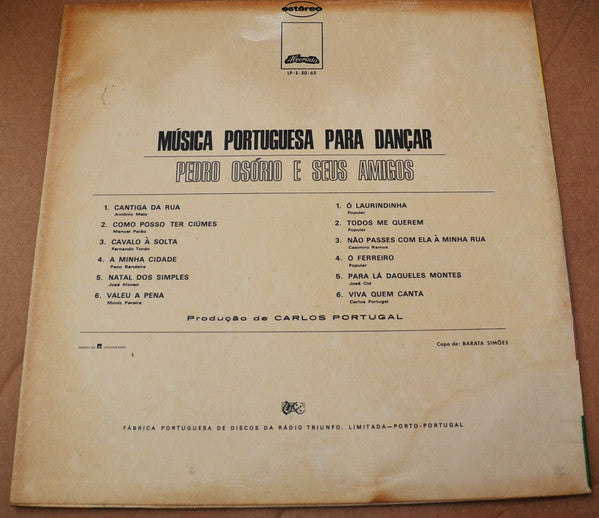 estéreo
Alvorada
LP-S-50-65
MÚSICA PORTUGUESA PARA DANÇAR
PEDRO OSÓRIO E SEUS AMIGOS
1. CANTIGA DA RUA
António Melo
2. COMO POSSO TER CIÚMES
Manuel Paião
3. CAVALO À SOLTA
Fernando Tordo
4. A MINHA CIDADE
Paco Bandeira
5. NATAL DOS SIMPLES
José Afonso
6. VALEU A PENA
Moniz Pereira
1. Ó LAURINDINHA
Popular
2. TODOS ME QUEREM
Popular
3. NÃO PASSES COM ELA À MINHA RUA
Casimiro Ramos
4. Ó FERREIRO
Popular
5. PARA LÁ DAQUELES MONTES
José Cid
6. VIVA QUEM CANTA
Carlos Portugal
Produção de CARLOS PORTUGAL
Capa de: BARATA SIMÕES
FÁBRICA PORTUGUESA DE DISCOS DA RÁDIO TRIUNFO, LIMITADA—PORTO-PORTUGAL